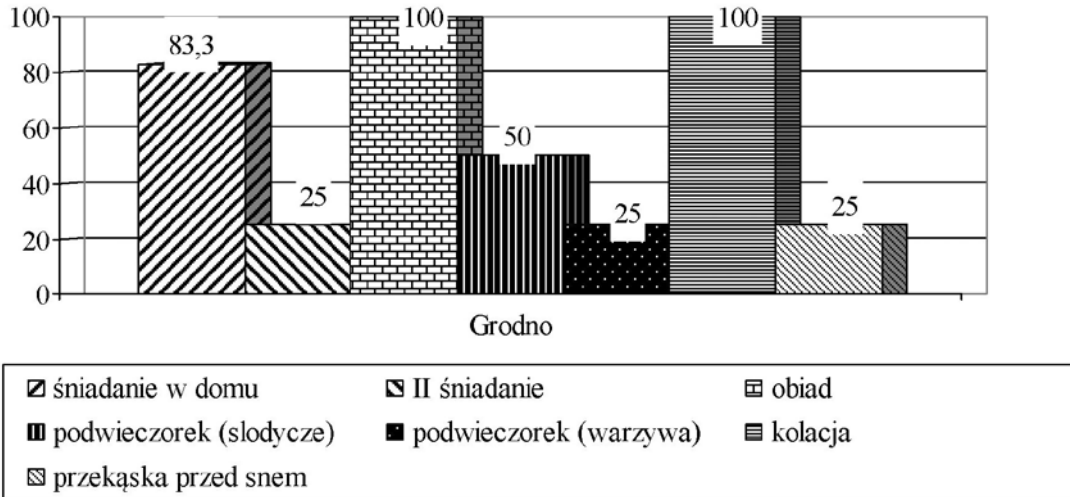 100
80
60
40
20
0
83,3
25
100
50
25
100
25
Grodno
śniadanie w domu
II śniadanie
obiad
podwieczorek (slodycze)
podwieczorek (warzywa)
kolacja
przekąska przed snem